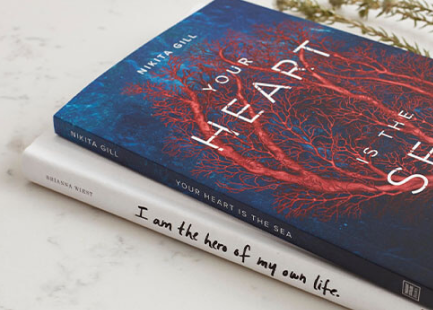 NIKITA GILL
YOUR
HEART
IS THE
SE
NIKITA GILL
YOUR HEART IS THE SEA
BRIANNA WIEST
I am the hero of my own life.